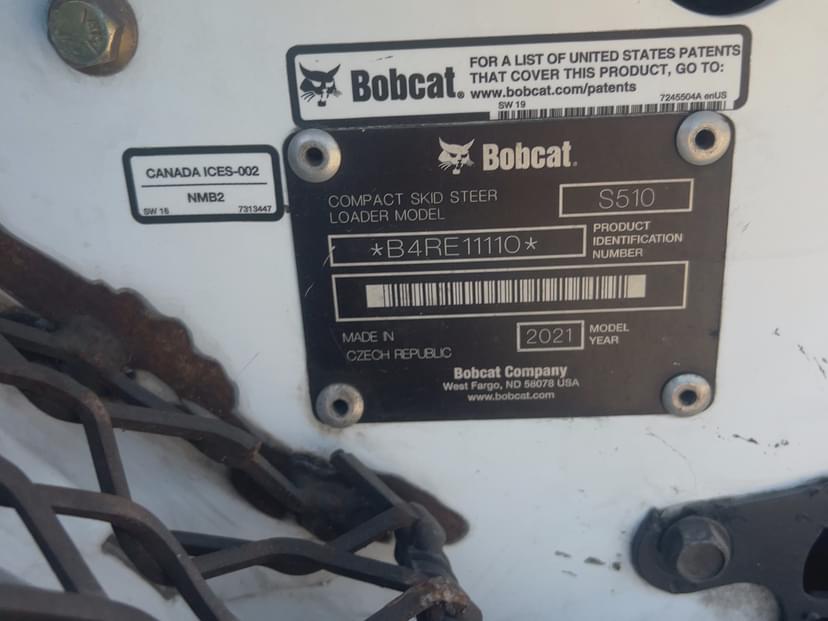 Bobcat.
FOR A LIST OF UNITED STATES PATENTS
THAT COVER THIS PRODUCT, GO TO:
www.bobcat.com/patents
SW 19
7245504A enUS
CANADA ICES-002
NMB2
SW 16 7313447
Bobcat.
COMPACT SKID STEER
LOADER MODEL
S510
*B4RE11110*
PRODUCT
IDENTIFICATION
NUMBER
MADE IN
CZECH REPUBLIC
2021
MODEL
YEAR
Bobcat Company
West Fargo, ND 58078 USA
www.bobcat.com